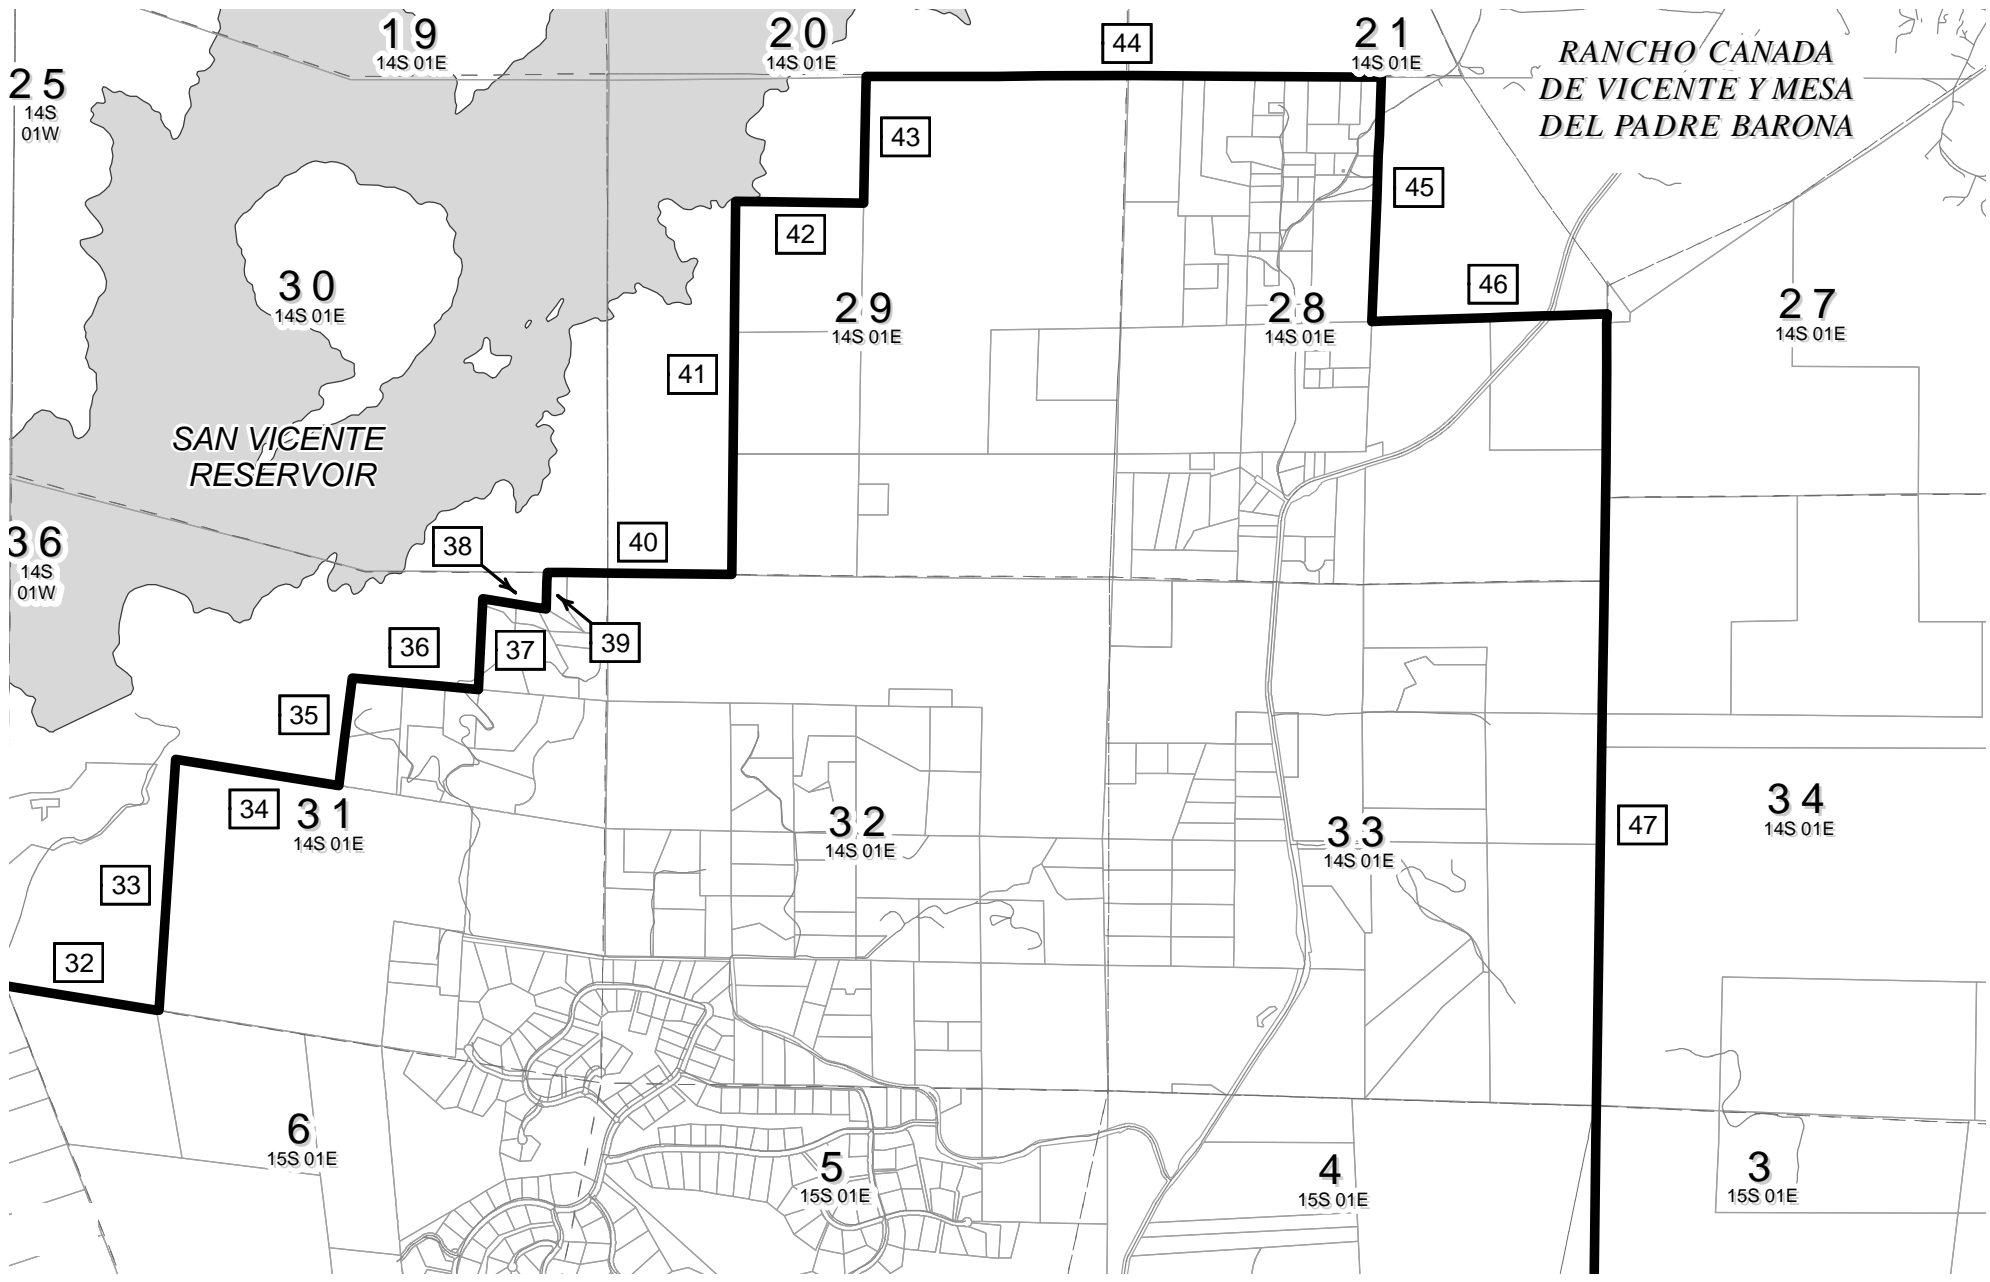 19
14S 01E
20
14S 01E
44
21
14S 01E
RANCHO CANADA
DE VICENTE Y MESA
DEL PADRE BARONA
25
14S
01W
43
45
42
30
14S 01E
29
14S 01E
28
14S 01E
46
27
14S 01E
41
SAN VICENTE
RESERVOIR
36
14S
01W
38
40
36
37
39
35
34
31
14S 01E
32
14S 01E
33
14S 01E
47
34
14S 01E
33
32
6
15S 01E
5
15S 01E
4
15S 01E
3
15S 01E